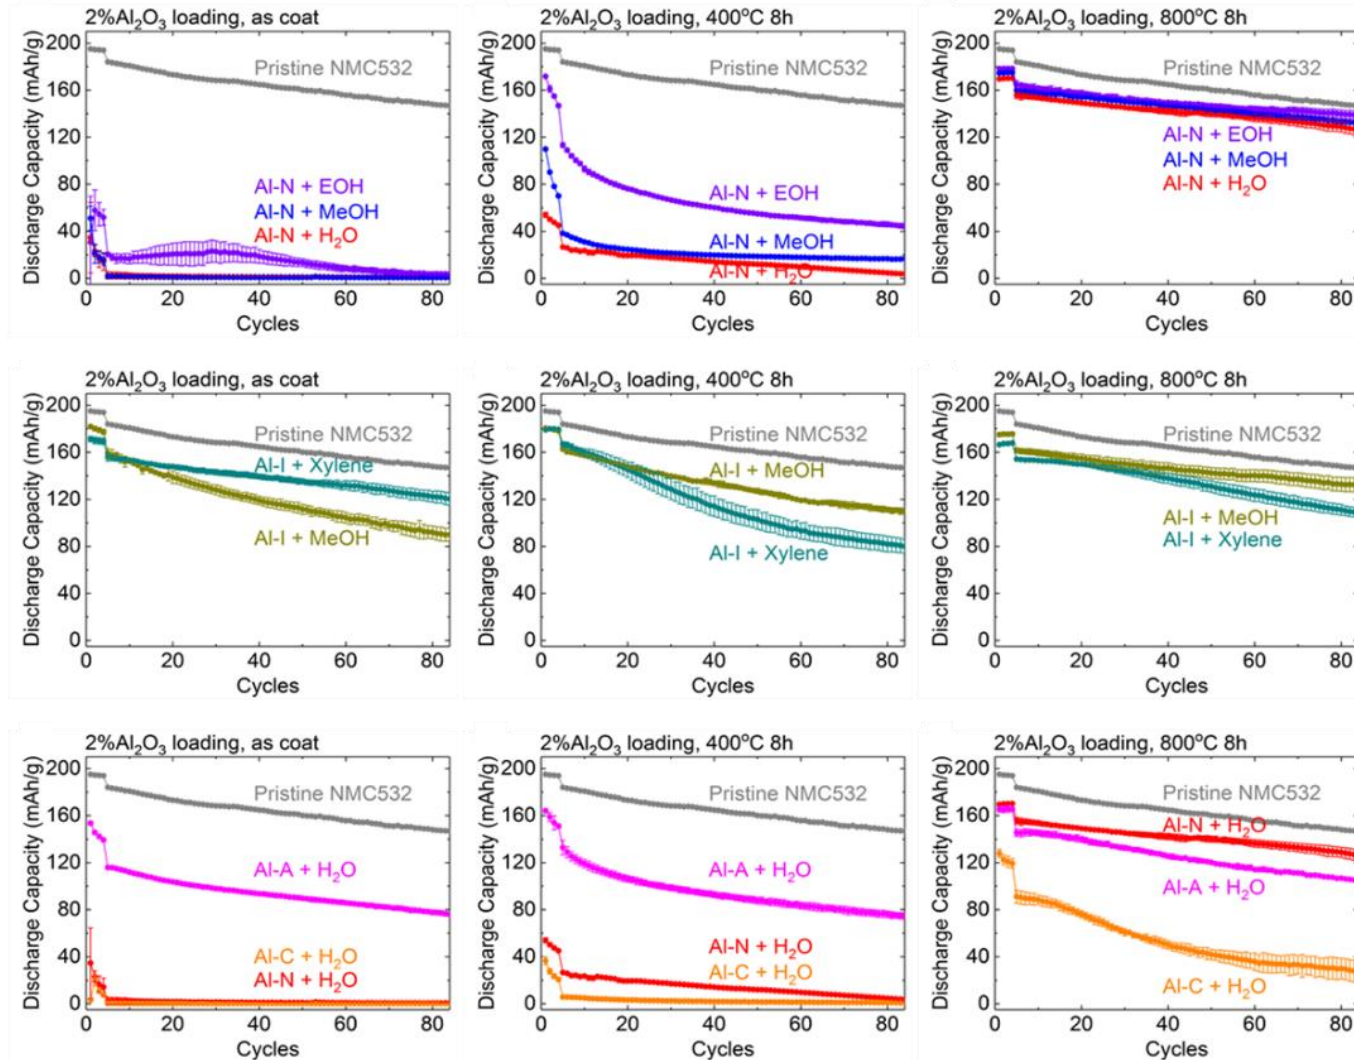 2%Al₂O₃ loading, as coat
Discharge Capacity (mAh/g)
200
160
120
80
40
0
Pristine NMC532
Al-N + EOH
Al-N + MeOH
Al-N + H₂O
0 20 40 60 80
Cycles
2%Al₂O₃ loading, 400°C 8h
Discharge Capacity (mAh/g)
200
160
120
80
40
0
Pristine NMC532
Al-N + EOH
Al-N + MeOH
Al-N + H₂O
0 20 40 60 80
Cycles
2%Al₂O₃ loading, 800°C 8h
Discharge Capacity (mAh/g)
200
160
120
80
40
0
Pristine NMC532
Al-N + EOH
Al-N + MeOH
Al-N + H₂O
0 20 40 60 80
Cycles
2%Al₂O₃ loading, as coat
Discharge Capacity (mAh/g)
200
160
120
80
40
0
Pristine NMC532
Al-I + Xylene
Al-I + MeOH
0 20 40 60 80
Cycles
2%Al₂O₃ loading, 400°C 8h
Discharge Capacity (mAh/g)
200
160
120
80
40
0
Pristine NMC532
Al-I + MeOH
Al-I + Xylene
0 20 40 60 80
Cycles
2%Al₂O₃ loading, 800°C 8h
Discharge Capacity (mAh/g)
200
160
120
80
40
0
Pristine NMC532
Al-I + MeOH
Al-I + Xylene
0 20 40 60 80
Cycles
2%Al₂O₃ loading, as coat
Discharge Capacity (mAh/g)
200
160
120
80
40
0
Pristine NMC532
Al-A + H₂O
Al-C + H₂O
Al-N + H₂O
0 20 40 60 80
Cycles
2%Al₂O₃ loading, 400°C 8h
Discharge Capacity (mAh/g)
200
160
120
80
40
0
Pristine NMC532
Al-A + H₂O
Al-N + H₂O
Al-C + H₂O
0 20 40 60 80
Cycles
2%Al₂O₃ loading, 800°C 8h
Discharge Capacity (mAh/g)
200
160
120
80
40
0
Pristine NMC532
Al-N + H₂O
Al-A + H₂O
Al-C + H₂O
0 20 40 60 80
Cycles